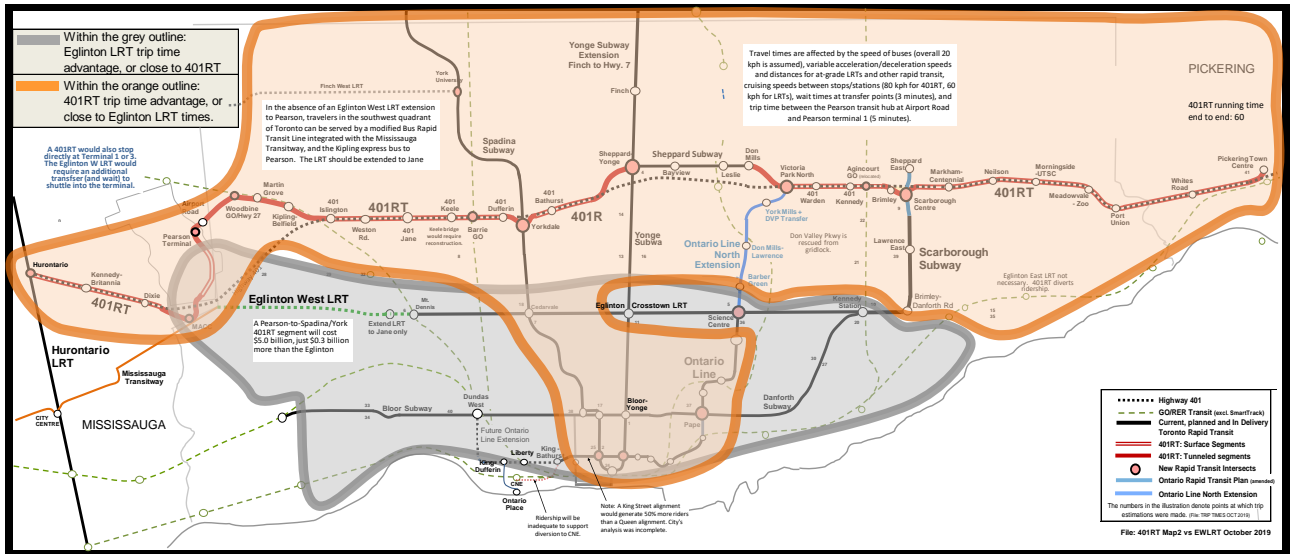 Within the grey outline:
Eglinton LRT trip time
advantage, or close to 401RT
Within the orange outline:
401RT trip time advantage, or
close to Eglinton LRT times.
A 401RT would also stop
directly at Terminal 1 or 3.
The Eglinton W LRT would
require an additional
transfser (and wait) to
shuttle into the terminal.
In the absence of an Eglinton West LRT extension
to Pearson, travelers in the southwest quadrant
of Toronto can be served by a modified Bus Rapid
Transit Line integrated with the Mississauga
Transitway, and the Kipling express bus to
Pearson. The LRT should be extended to Jane
Finch West LRT
York
University
Spadina
Subway
Yonge Subway
Extension
Finch to Hwy. 7
Finch
Travel times are affected by the speed of buses (overall 20
kph is assumed), variable acceleration/deceleration speeds
and distances for at-grade LRTs and other rapid transit,
cruising speeds between stops/stations (80 kph for 401RT, 60
kph for LRTs), wait times at transfer points (3 minutes), and
trip time between the Pearson transit hub at Airport Road
and Pearson terminal 1 (5 minutes).
PICKERING
401RT running time
end to end: 60
Sheppard-
Yonge
Sheppard Subway
Bayview
Leslie
Don
Mills
Victoria
Park North
401
Warden
Agincourt
GO
401
Kennedy
Sheppard
East
Brimley
Scarborough
Centre
Markham-
Centennial
Neilson
401RT
Morningside
-UTSC
Meadowvale
- Zoo
Port
Union
Whites
Road
Pickering Town
Centre
Airport
Road
Woodbine
GO/Hwy 27
Martin
Grove
Kipling-
Belfield
401
Islington
401RT
Weston
Rd.
401
Jane
401
Keele
Keele bridge
would require
reconstruction.
Barrie
GO
401
Dufferin
Yorkdale
401
Bathurst
401R
Pearson
Terminal
Hurontario
Kennedy-
Britannia
401RT
Dixie
MACC
Yonge
Subwa
York Mills +
DVP Transfer
Don Valley Pkwy is
rescued from
gridlock.
Ontario Line
North
Extension
Don Mills-
Lawrence
Barber
Green
Lawrence
East
Scarborough
Subway
Eglinton East LRT not
necessary. 401RT diverts
ridership.
Brimley-
Danforth Rd
Kennedy
Station
Eglinton West LRT
Mt.
Dennis
Extend LRT
to Jane only
Cedarvale
Eglinton Crosstown LRT
Science
Centre
A Pearson-to-Spadina/York
401RT segment will cost
$5.0 billion, just $0.3 billion
more than the Eglinton
Hurontario
LRT
Mississauga
Transitway
CITY
CENTRE
MISSISSAUGA
Bloor Subway
Dundas
West
Future Ontario
Line Extension
King-
Dufferin
Liberty
King-
Bathurst
CNE
Ontario
Place
Bloor-
Yonge
Ontario
Line
Pape
Danforth
Subway
Ridership will be
inadequate to support
diversion to CNE.
Note: A King Street alignment
would generate 50% more riders
than a Queen alignment. City's
analysis was incomplete.
Highway 401
GO/RER Transit (excl. SmartTrack)
Current, planned and In Delivery
Toronto Rapid Transit
401RT: Surface Segments
401RT: Tunneled segments
New Rapid Transit Intersects
Ontario Rapid Transit Plan (amended)
Ontario Line North Extension
The numbers in the illustration denote points at which trip
estimations were made. (File: TRIP TIMES OCT 2019)
File: 401RT Map2 vs EWLRT October 2019